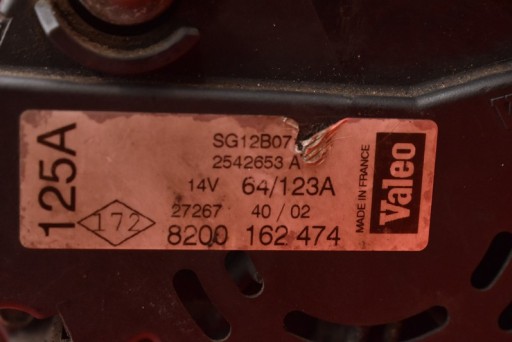 125A
172
SG12B07
2542653 A
14V 64/123A
27267 40/02
8200 162 474
MADE IN FRANCE
Valeo